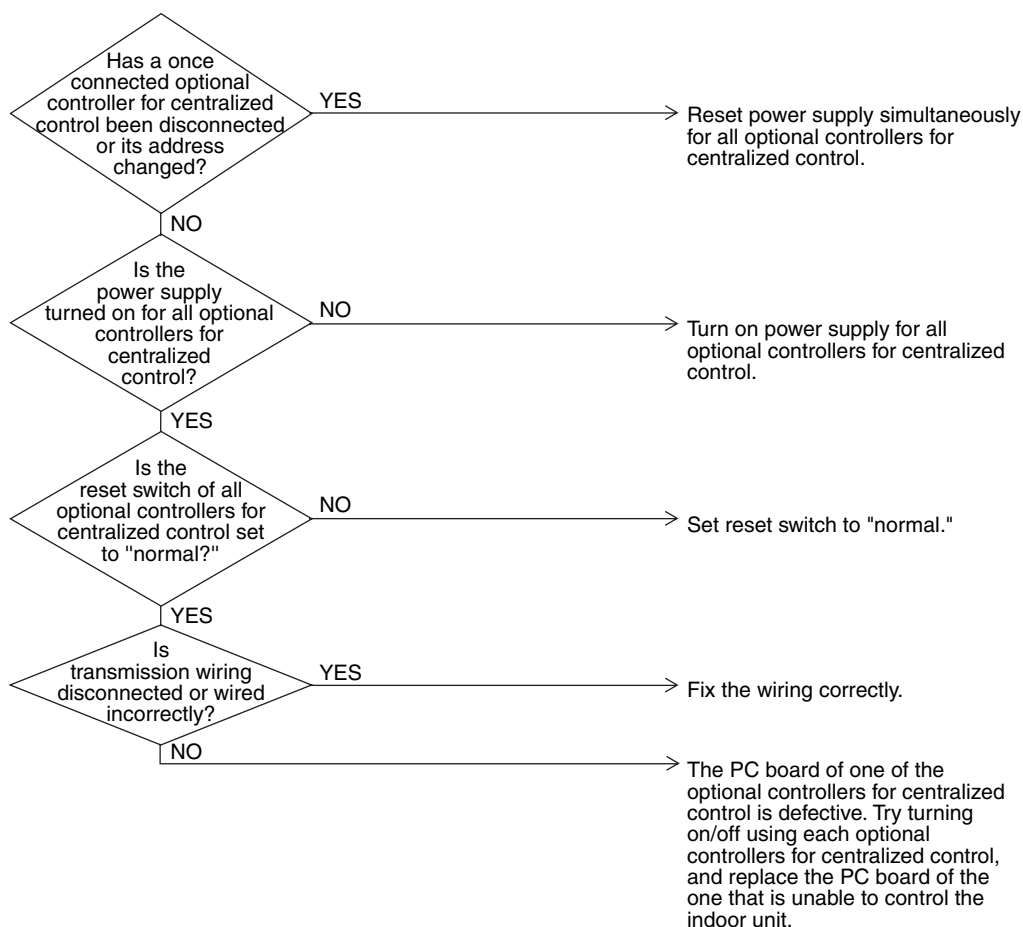 Has a once
connected optional
controller for centralized
control been disconnected
or its address
changed?
YES
Reset power supply simultaneously
for all optional controllers for
centralized control.
NO
Is the
power supply
turned on for all optional
controllers for
centralized
control?
NO
Turn on power supply for all
optional controllers for centralized
control.
YES
Is the
reset switch of all
optional controllers for
centralized control set
to "normal?"
NO
Set reset switch to "normal."
YES
Is
transmission wiring
disconnected or wired
incorrectly?
YES
Fix the wiring correctly.
NO
The PC board of one of the
optional controllers for centralized
control is defective. Try turning
on/off using each optional
controllers for centralized control,
and replace the PC board of the
one that is unable to control the
indoor unit.